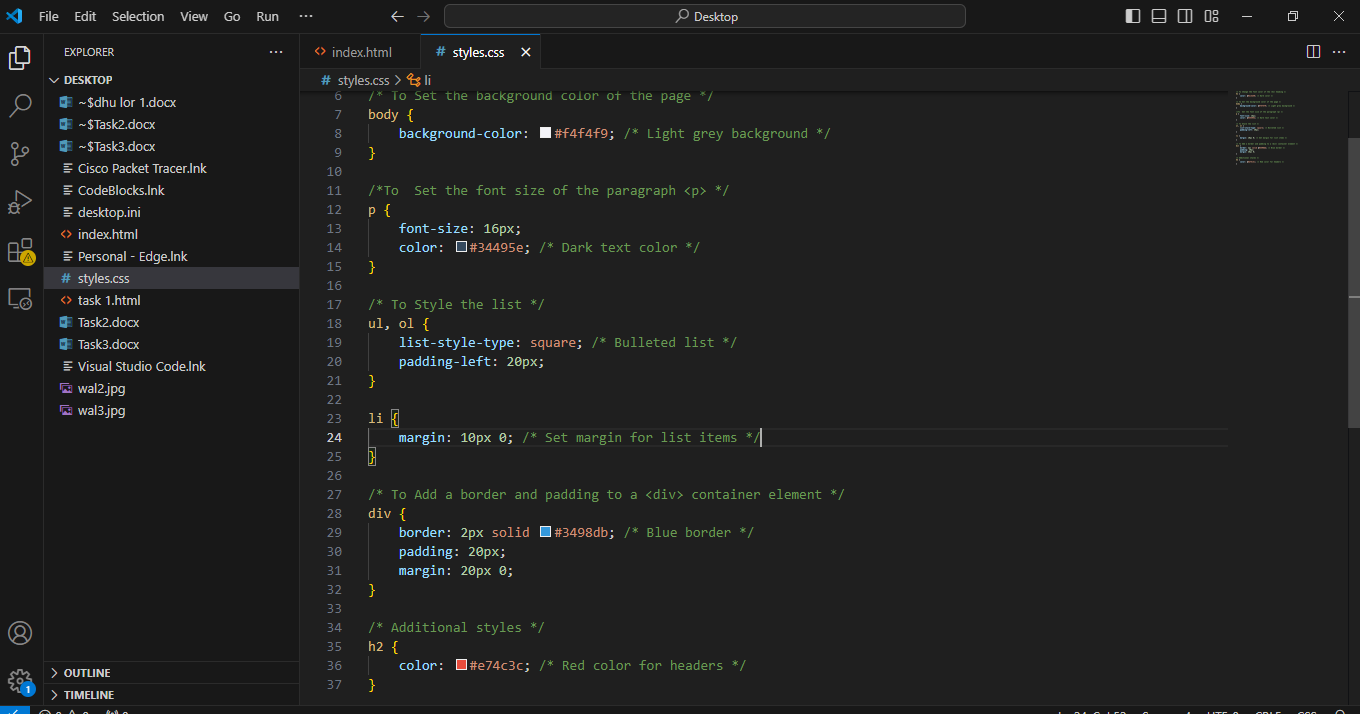 File Edit Selection View Go Run ··· Desktop
EXPLORER ···
DESKTOP
~$dhu lor 1.docx
~$Task2.docx
~$Task3.docx
Cisco Packet Tracer.lnk
CodeBlocks.lnk
desktop.ini
index.html
Personal - Edge.lnk
styles.css
task 1.html
Task2.docx
Task3.docx
Visual Studio Code.lnk
wal2.jpg
wal3.jpg
OUTLINE
TIMELINE
1
index.html # styles.css
# styles.css > li
6 /* To Set the background color of the page */
7 body {
8 background-color: #f4f4f9; /* Light grey background */
9 }
10
11 /*To  Set the font size of the paragraph <p> */
12 p {
13 font-size: 16px;
14 color: #34495e; /* Dark text color */
15 }
16
17 /* To Style the list */
18 ul, ol {
19 list-style-type: square; /* Bulleted list */
20 padding-left: 20px;
21 }
22
23 li {
24 margin: 10px 0; /* Set margin for list items */
25 }
26
27 /* To Add a border and padding to a <div> container element */
28 div {
29 border: 2px solid #3498db; /* Blue border */
30 padding: 20px;
31 margin: 20px 0;
32 }
33
34 /* Additional styles */
35 h2 {
36 color: #e74c3c; /* Red color for headers */
37 }